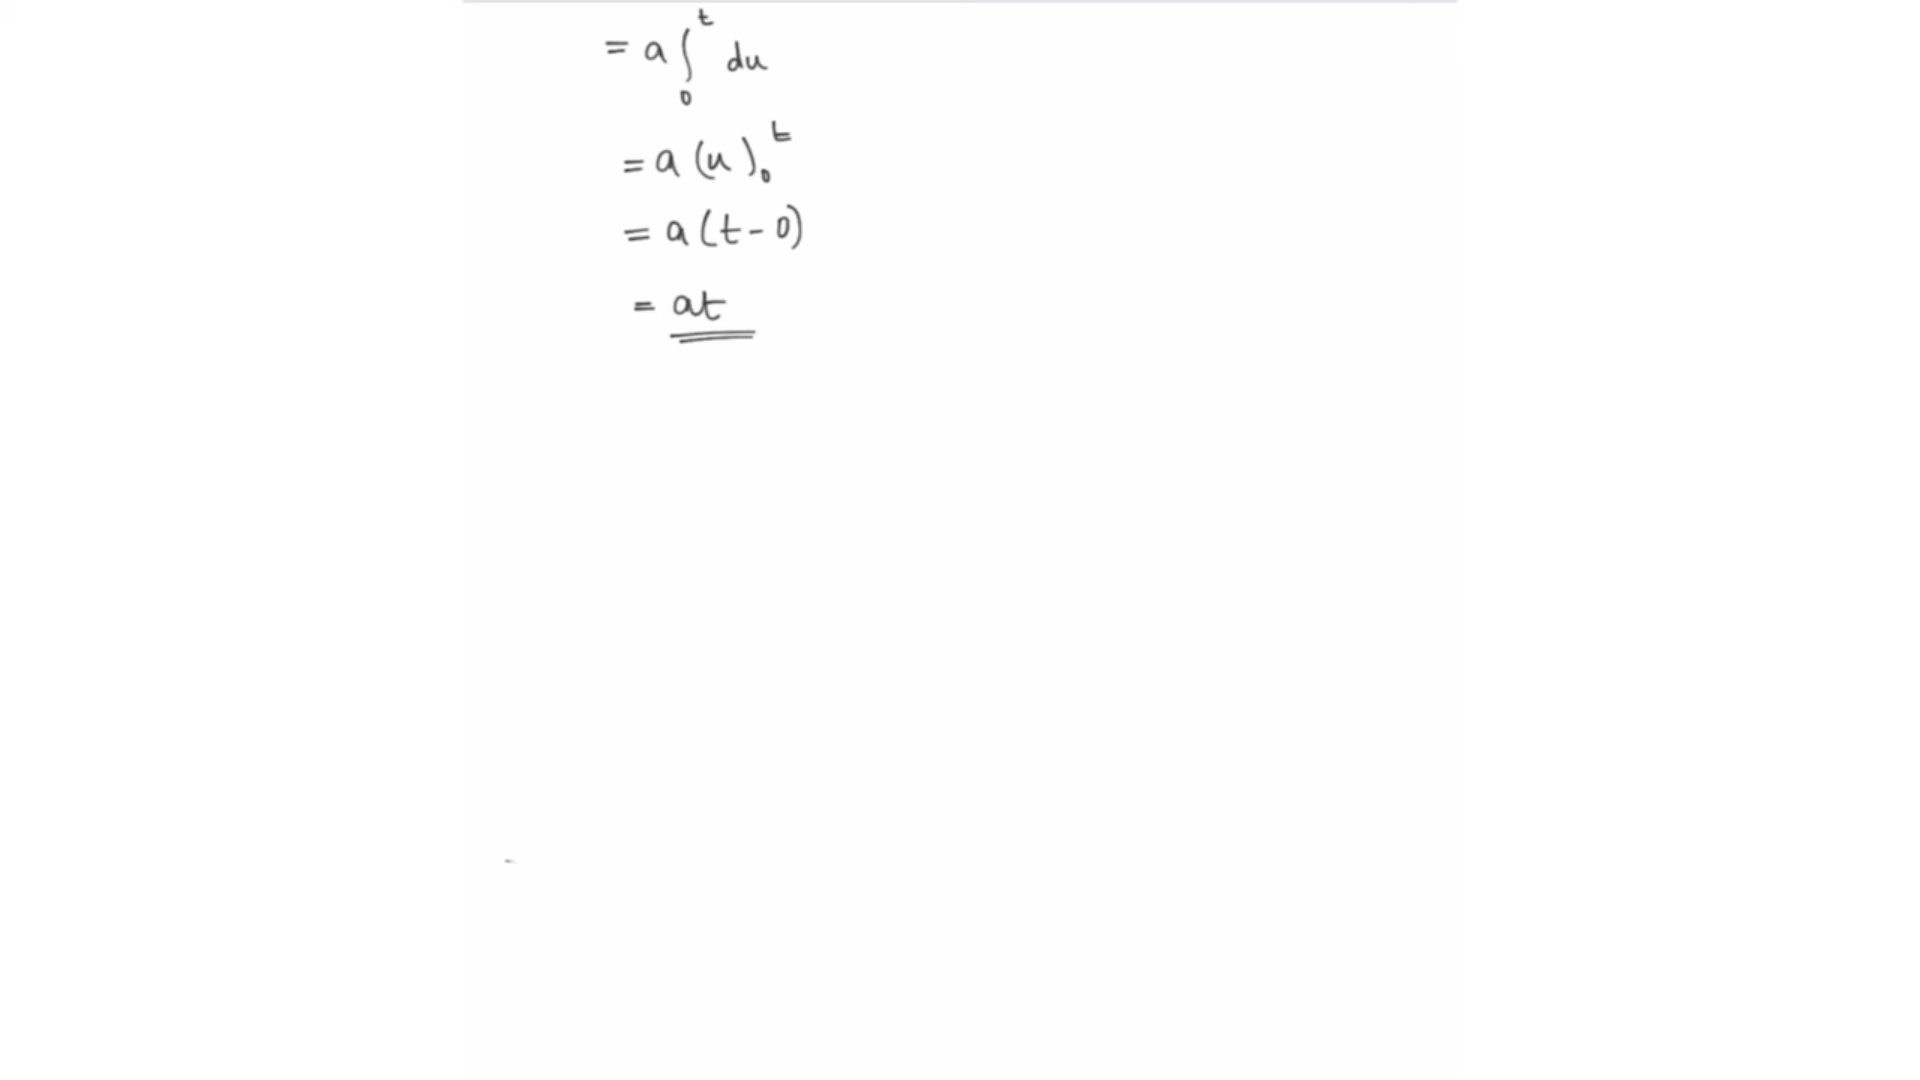 = a ∫₀ᵗ du
= a (u)₀ᵗ
= a (t - 0)
= at